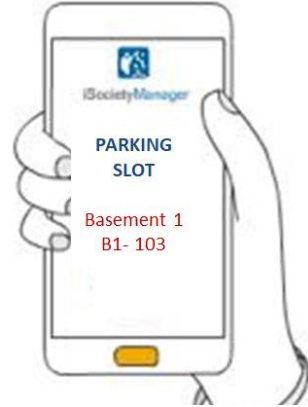 iSocietyManager
PARKING
SLOT
Basement 1
B1- 103